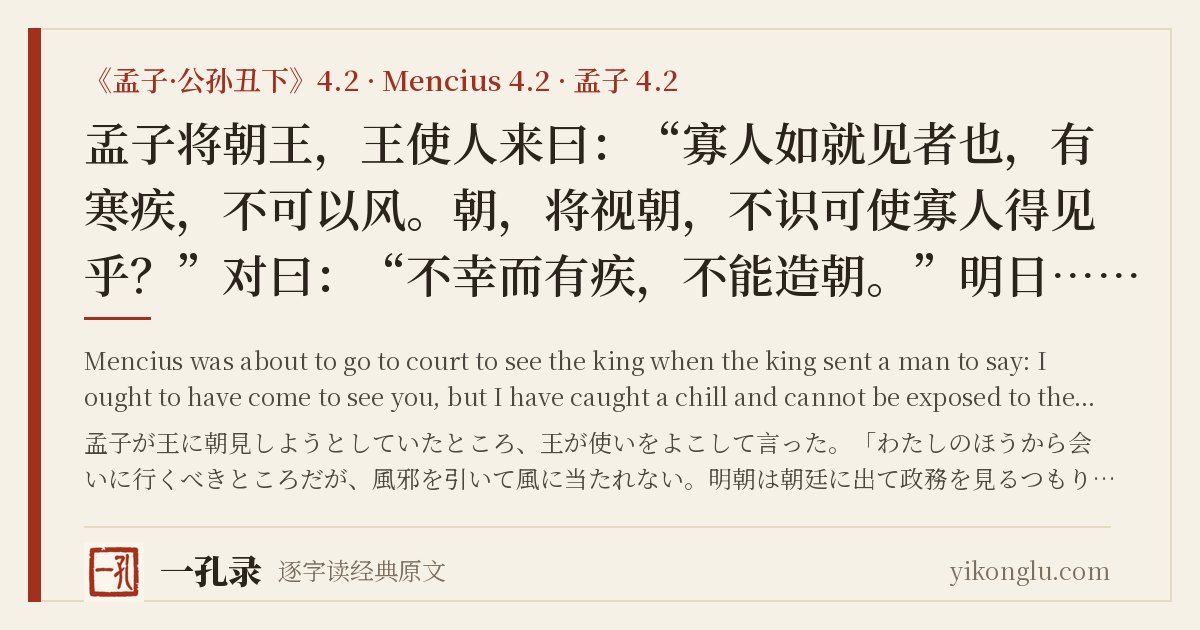 《孟子·公孙丑下》4.2 · Mencius 4.2 · 孟子 4.2
孟子将朝王，王使人来曰：“寡人如就见者也，有
寒疾，不可以风。朝，将视朝，不识可使寡人得见
乎？”对曰：“不幸而有疾，不能造朝。”明日……
Mencius was about to go to court to see the king when the king sent a man to say: I
ought to have come to see you, but I have caught a chill and cannot be exposed to the...
孟子が王に朝見しようとしていたところ、王が使いをよこして言った。「わたしのほうから会
いに行くべきところだが、風邪を引いて風に当たれない。明朝は朝廷に出て政務を見るつもり…
一孔
一孔录 逐字读经典原文 yikonglu.com